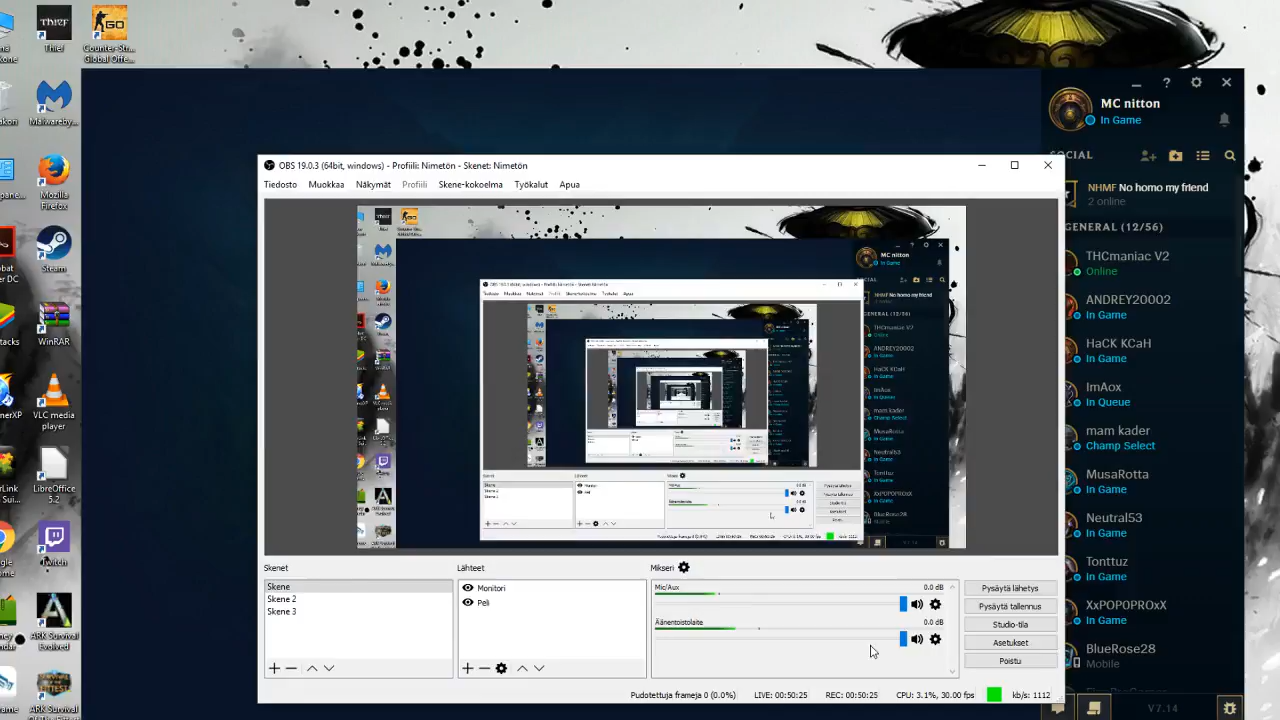 Thief
Counter-Str...
Global Offe...
Malwareby...
Mozilla
Firefox
Steam
WinRAR
VLC media
player
LibreOffice
5.2
Twitch
ARK Survival
Evolved
MC nitton
In Game
SOCIAL
NHMF No homo my friend
2 online
GENERAL (12/56)
THCmaniac V2
Online
ANDREY20002
In Game
HaCK KCaH
In Game
ImAox
In Queue
mam kader
Champ Select
MusaRotta
In Game
Neutral53
In Game
Tonttuz
In Game
XxPOP0PROxX
In Game
BlueRose28
Mobile
V7.14
OBS 19.0.3 (64bit, windows) - Profiili: Nimetön - Skenet: Nimetön
Tiedosto Muokkaa Näkymät Profiili Skene-kokoelma Työkalut Apua
Skenet
Skene
Skene 2
Skene 3
Lähteet
Monitori
Peli
Mikseri
Mic/Aux 0.0 dB
Äänentoistolaite 0.0 dB
Pysäytä lähetys
Pysäytä tallennus
Studio-tila
Asetukset
Poistu
Pudotettuja frameja 0 (0.0%) LIVE: 00:50:25 REC: 00:50:25 CPU: 3.1%, 30.00 fps kb/s: 1112